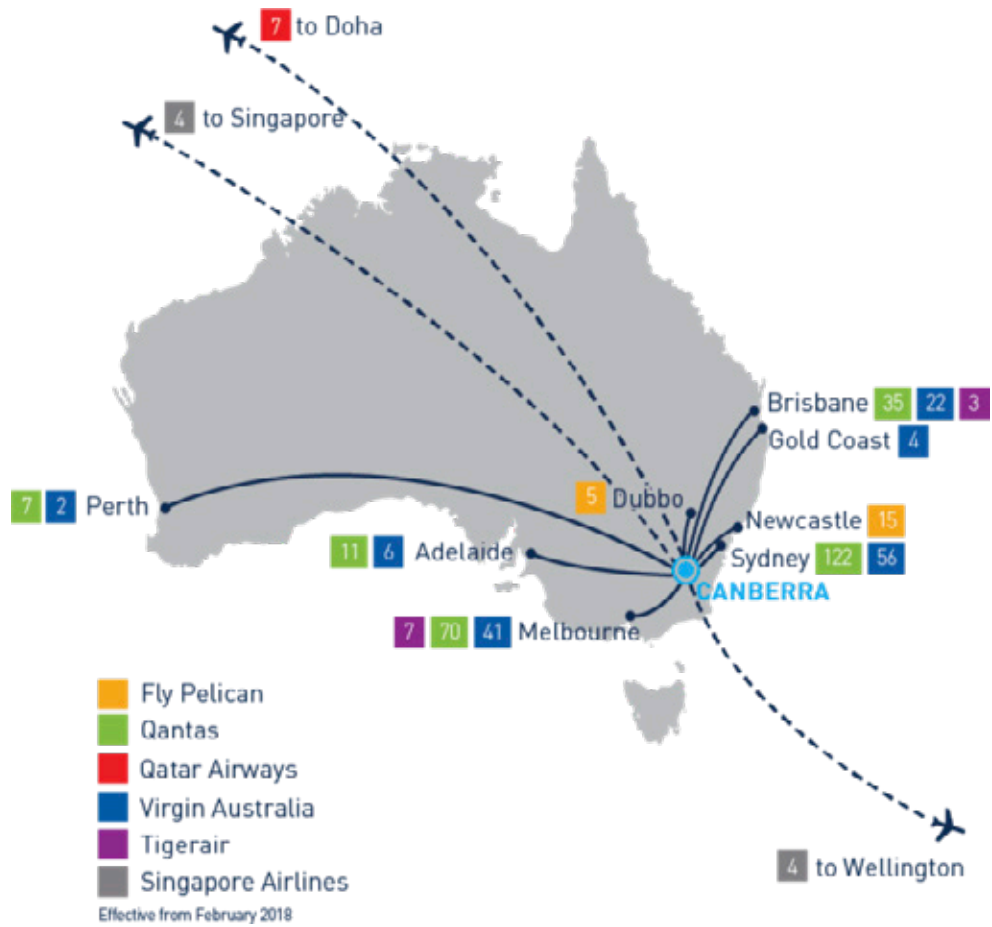 7 to Doha
4 to Singapore
Brisbane 35 22 3
Gold Coast 4
5 Dubbo
Newcastle 15
7 2 Perth
11 6 Adelaide
Sydney 122 56
CANBERRA
7 70 41 Melbourne
Fly Pelican
Qantas
Qatar Airways
Virgin Australia
Tigerair
Singapore Airlines
4 to Wellington
Effective from February 2018